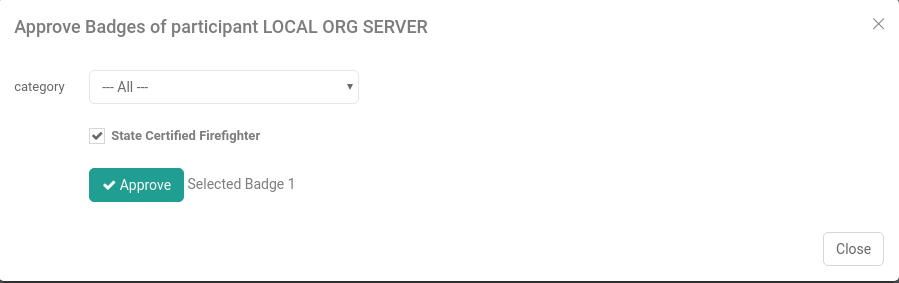 Approve Badges of participant LOCAL ORG SERVER
category
--- All ---
State Certified Firefighter
Approve Selected Badge 1
Close